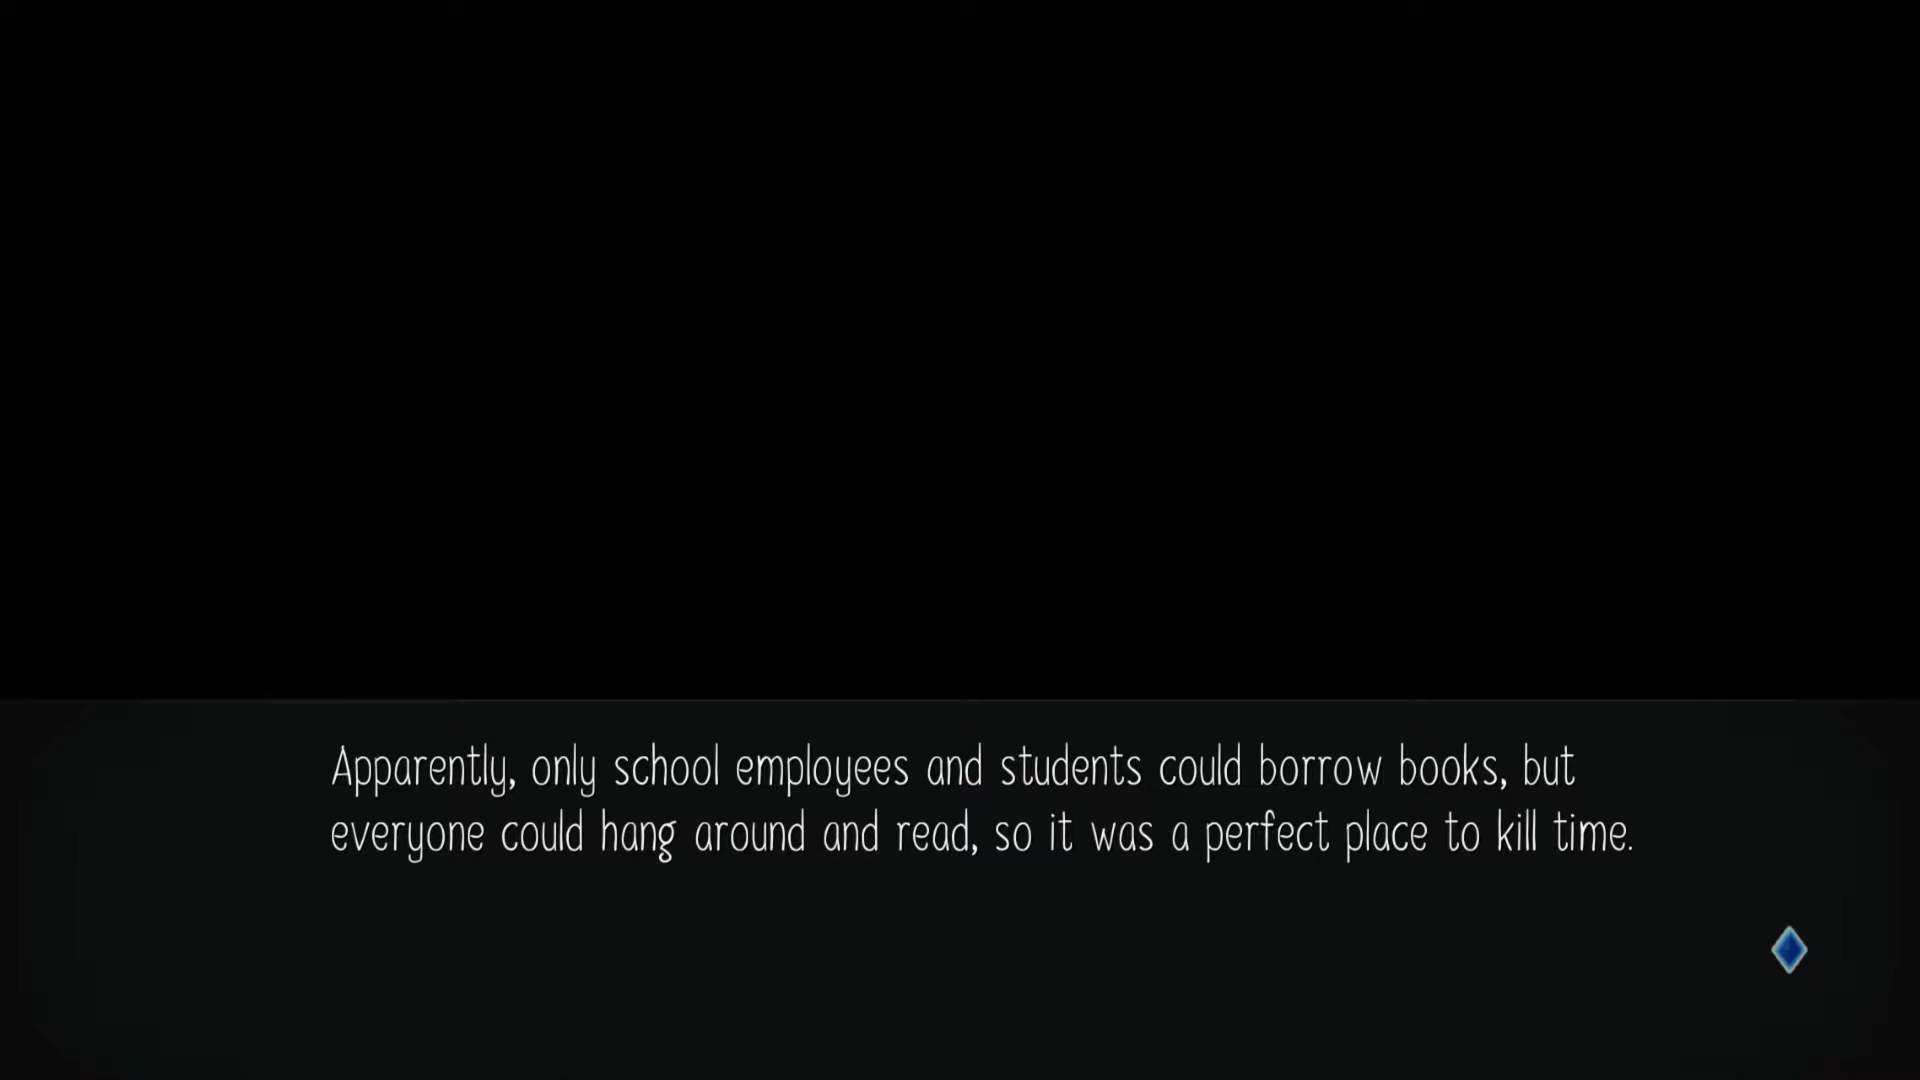 Apparently, only school employees and students could borrow books, but
everyone could hang around and read, so it was a perfect place to kill time.